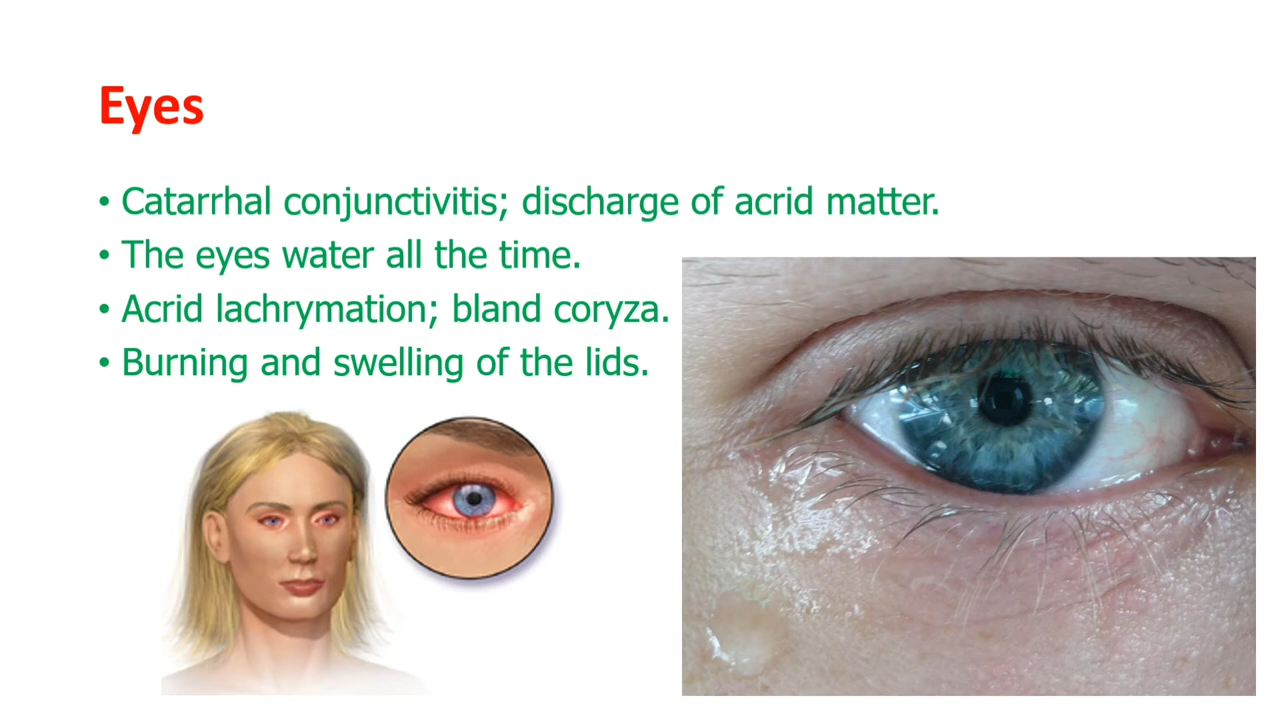 Eyes
• Catarrhal conjunctivitis; discharge of acrid matter.
• The eyes water all the time.
• Acrid lachrymation; bland coryza.
• Burning and swelling of the lids.